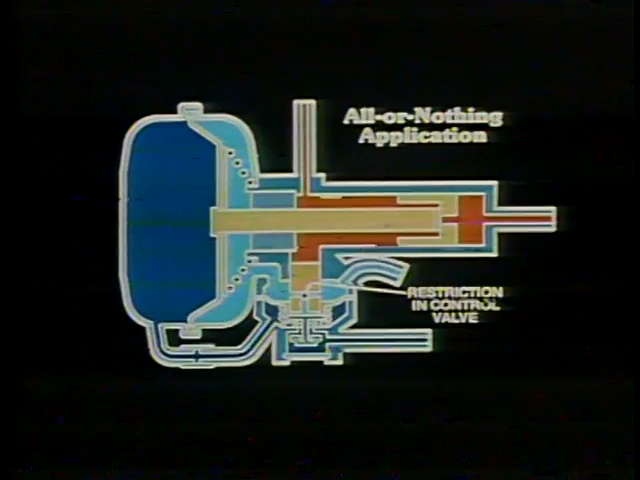 All-or-Nothing
Application
RESTRICTION
IN CONTROL
VALVE